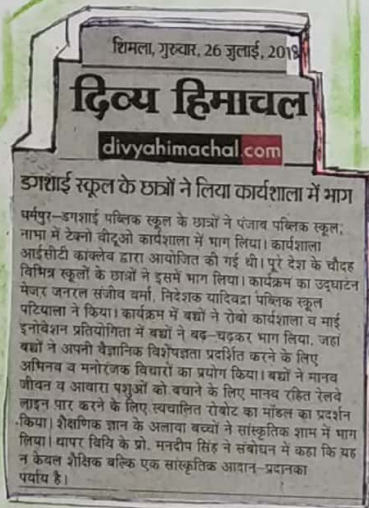 शिमला, गुरुवार, 26 जुलाई, 2018
दिव्य हिमाचल
divyahimachal.com
डगशाई स्कूल के छात्रों ने लिया कार्यशाला में भाग
धर्मपुर—डगशाई पब्लिक स्कूल के छात्रों ने पंजाब पब्लिक स्कूल,
नाभा में टेक्नो वीदूओ कार्यशाला में भाग लिया। कार्यशाला
आईसीटी कांक्लेव द्वारा आयोजित की गई थी। पूरे देश के चौदह
विभिन्न स्कूलों के छात्रों ने इसमें भाग लिया। कार्यक्रम का उद्घाटन
मेजर जनरल संजीव वर्मा, निदेशक यादविंद्रा पब्लिक स्कूल
पटियाला ने किया। कार्यक्रम में बच्चों ने रोबो कार्यशाला व माई
इनोवेशन प्रतियोगिता में बच्चों ने बढ़-चढ़कर भाग लिया, जहां
बच्चों ने अपनी वैज्ञानिक विशेषज्ञता प्रदर्शित करने के लिए
अभिनव व मनोरंजक विचारों का प्रयोग किया। बच्चों ने मानव
जीवन व आवारा पशुओं को बचाने के लिए मानव रहित रेलवे
लाइन पार करने के लिए स्वचालित रोबोट का मॉडल का प्रदर्शन
किया। शैक्षणिक ज्ञान के अलावा बच्चों ने सांस्कृतिक शाम में भाग
लिया। थापर विवि के प्रो. मनदीप सिंह ने संबोधन में कहा कि यह
न केवल शैक्षिक बल्कि एक सांस्कृतिक आदान-प्रदानका
पर्याय है।